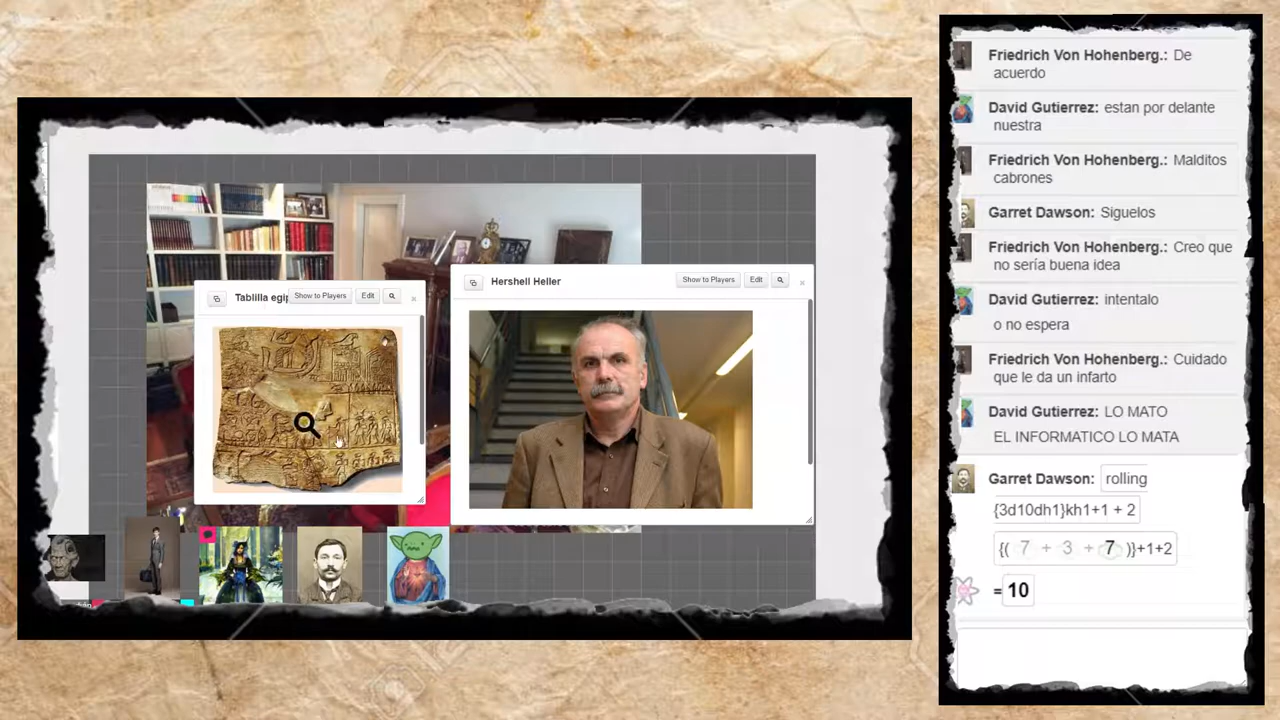 Tablilla egip
Show to Players
Edit
Hershell Heller
Show to Players
Edit
Friedrich Von Hohenberg.: De
acuerdo
David Gutierrez: estan por delante
nuestra
Friedrich Von Hohenberg.: Malditos
cabrones
Garret Dawson: Siguelos
Friedrich Von Hohenberg.: Creo que
no sería buena idea
David Gutierrez: intentalo
o no espera
Friedrich Von Hohenberg.: Cuidado
que le da un infarto
David Gutierrez: LO MATO
EL INFORMATICO LO MATA
Garret Dawson: rolling
{3d10dh1}kh1+1 + 2
{( 7 + 3 + 7 )}+1+2
= 10